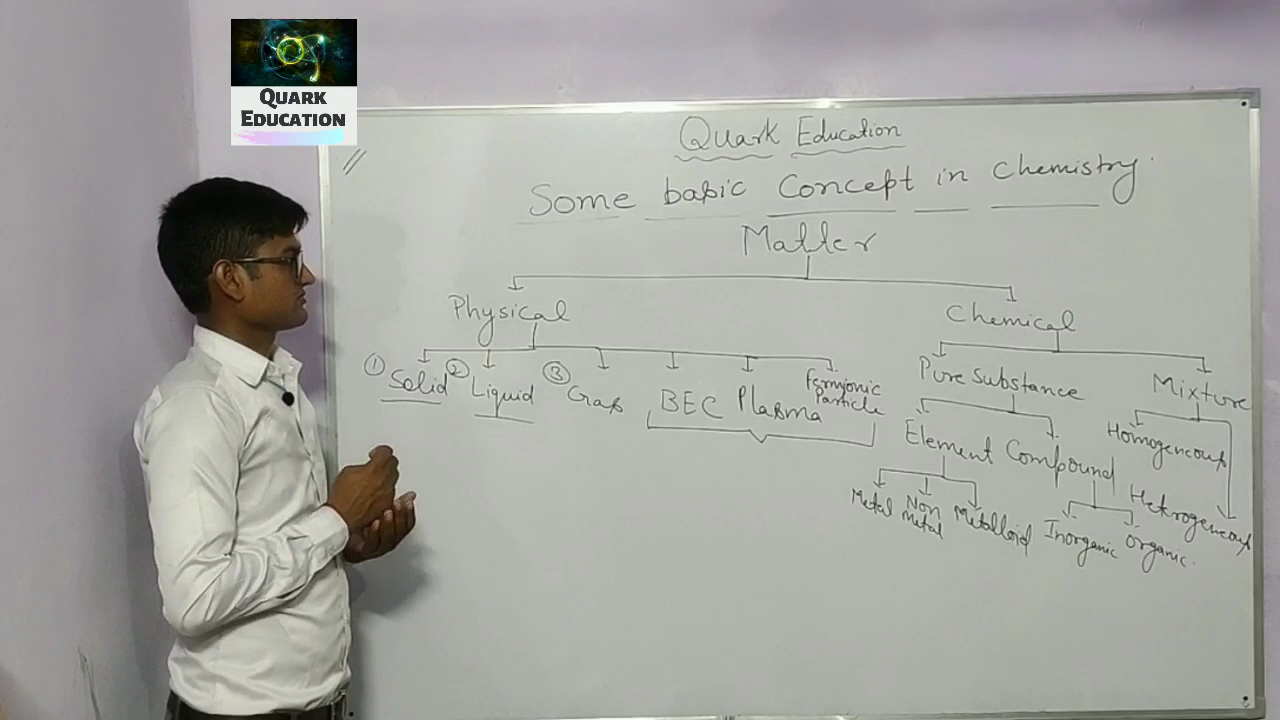 QUARK
EDUCATION
Quark Education
Some basic Concept in Chemistry
Matter
Physical
Chemical
① Solid ② Liquid ③ Gas BEC Plasma Fermionic Particle
Pure Substance Mixture
Element Compound
Homogeneous
Heterogeneous
Metal Non metal Metalloid
Inorganic Organic